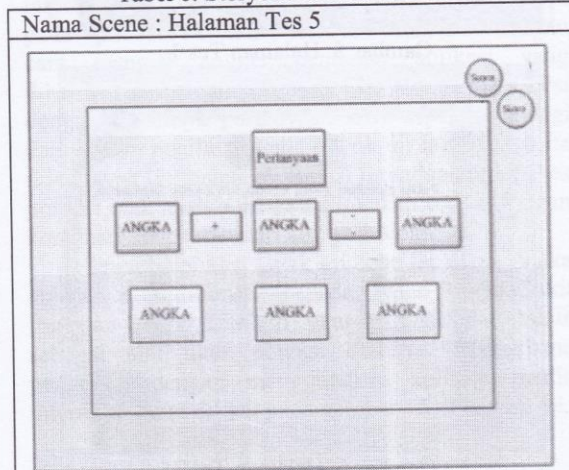 Nama Scene : Halaman Tes 5
Suara
Suara
Pertanyaan
ANGKA + ANGKA ANGKA
ANGKA ANGKA ANGKA